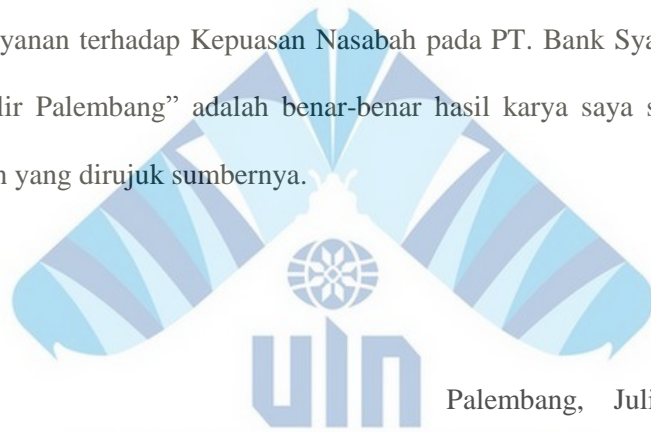 yanan terhadap Kepuasan Nasabah pada PT. Bank Sya
lir Palembang” adalah benar-benar hasil karya saya s
n yang dirujuk sumbernya.
UIN
Palembang, Juli